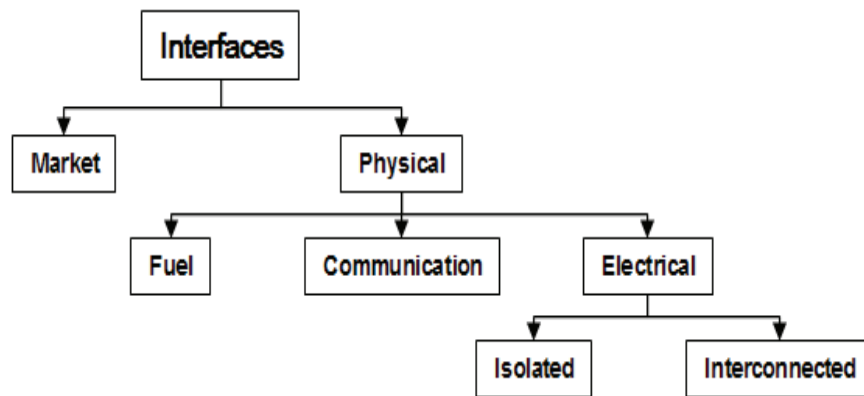 Interfaces
Market
Physical
Fuel
Communication
Electrical
Isolated
Interconnected